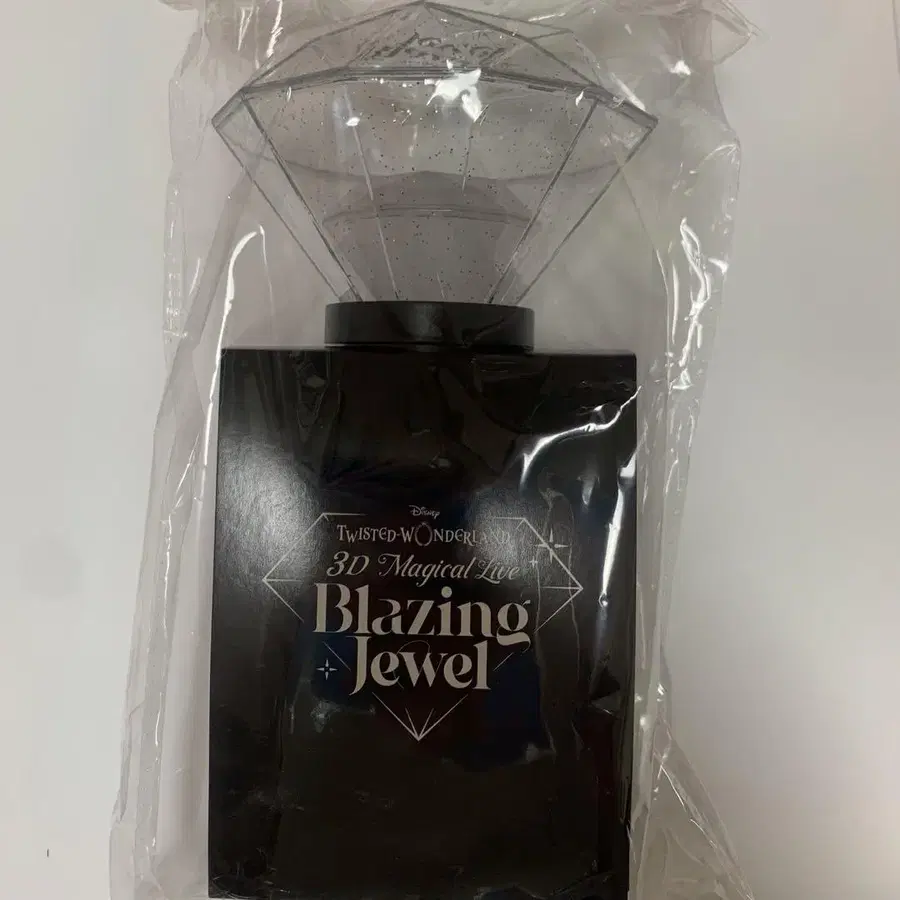 Disney
TWISTED-WONDERLAND
3D Magical Live
Blazing
Jewel